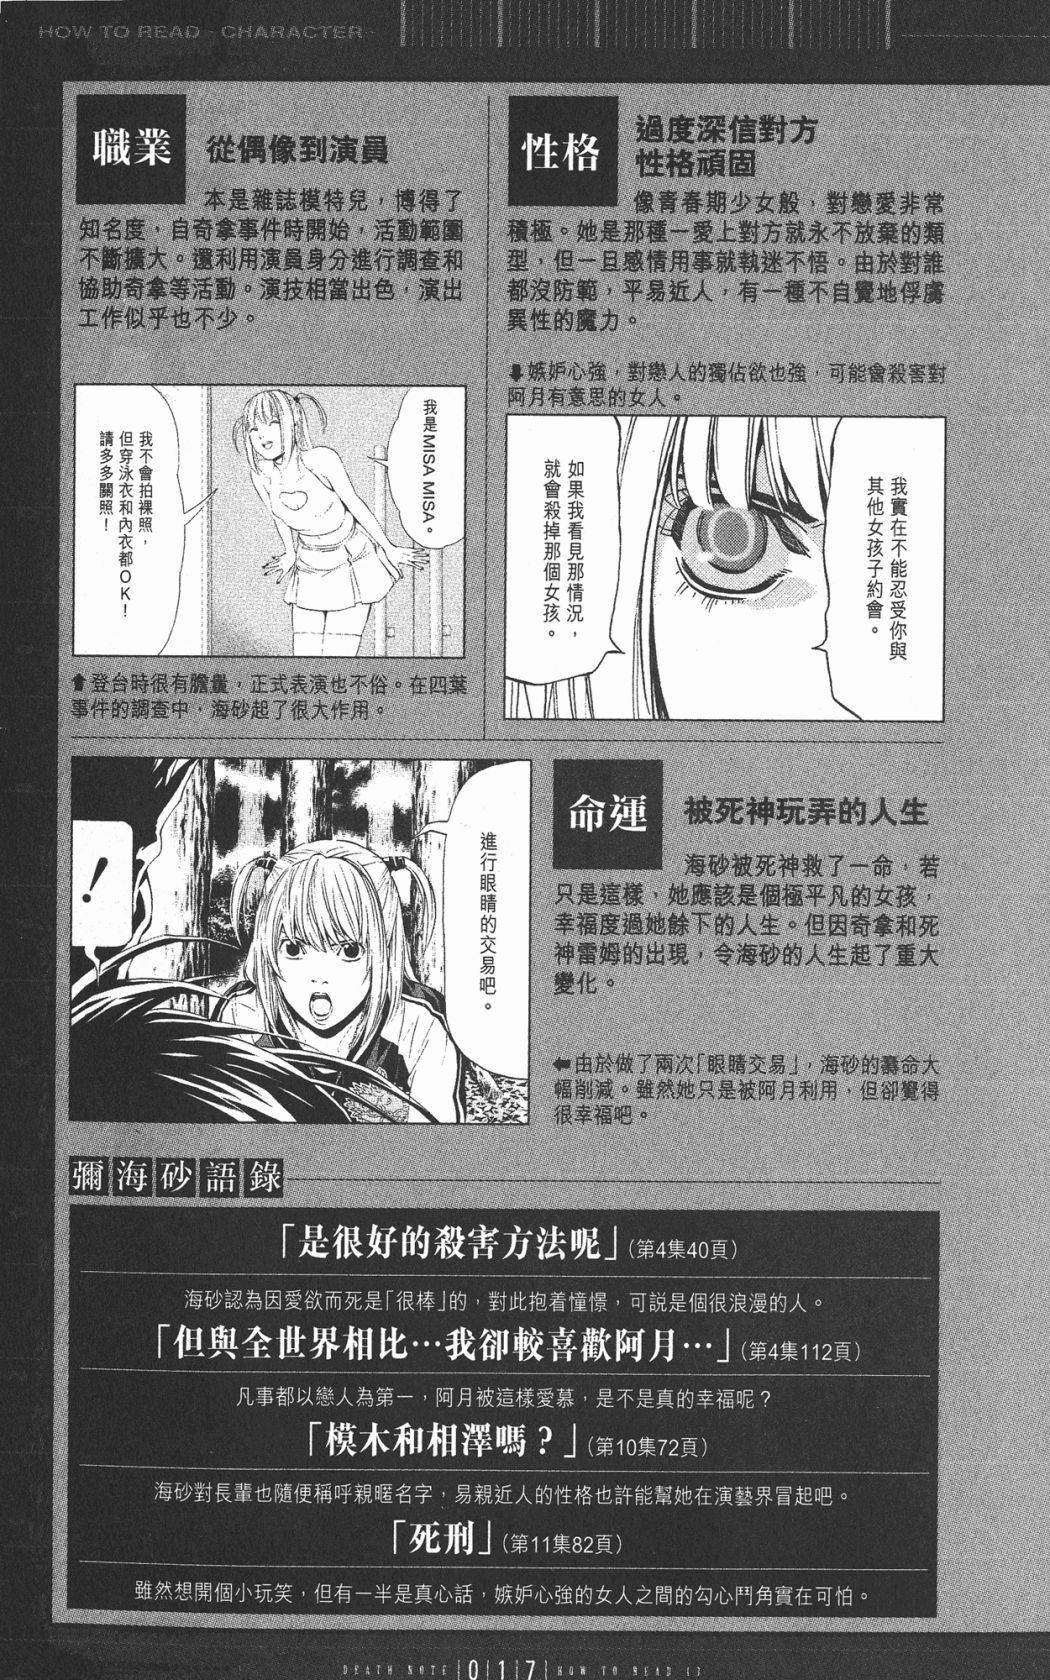 HOW TO READ - CHARACTER
職業
從偶像到演員
本是雜誌模特兒，博得了
知名度，自奇拿事件時開始，活動範圍
不斷擴大。還利用演員身分進行調查和
協助奇拿等活動。演技相當出色，演出
工作似乎也不少。
我是MISA MISA。
我不會拍裸照，
但穿泳衣和內衣都OK！
請多多關照！
⬆登台時很有膽量，正式表演也不俗。在四葉
事件的調查中，海砂起了很大作用。
性格
過度深信對方
性格頑固
像青春期少女般，對戀愛非常
積極。她是那種一愛上對方就永不放棄的類
型，但一旦感情用事就執迷不悟。由於對誰
都沒防範，平易近人，有一種不自覺地俘虜
異性的魔力。
⬇嫉妒心強，對戀人的獨佔欲也強，可能會殺害對
阿月有意思的女人。
我實在不能忍受你與
其他女孩子約會。
如果我看見那情況，
就會殺掉那個女孩。
進行眼睛的交易吧。
！
命運
被死神玩弄的人生
海砂被死神救了一命，若
只是這樣，她應該是個極平凡的女孩，
幸福度過她餘下的人生。但因奇拿和死
神雷姆的出現，令海砂的人生起了重大
變化。
⬅由於做了兩次「眼睛交易」，海砂的壽命大
幅削減。雖然她只是被阿月利用，但卻覺得
很幸福吧。
彌海砂語錄
「是很好的殺害方法呢」（第4集40頁）
海砂認為因愛欲而死是「很棒」的，對此抱着憧憬，可説是個很浪漫的人。
「但與全世界相比…我卻較喜歡阿月…」（第4集112頁）
凡事都以戀人為第一，阿月被這樣愛慕，是不是真的幸福呢？
「模木和相澤嗎？」（第10集72頁）
海砂對長輩也隨便稱呼親暱名字，易親近人的性格也許能幫她在演藝界冒起吧。
「死刑」（第11集82頁）
雖然想開個小玩笑，但有一半是真心話，嫉妒心強的女人之間的勾心鬥角實在可怕。
DEATH NOTE 017 HOW TO READ 13